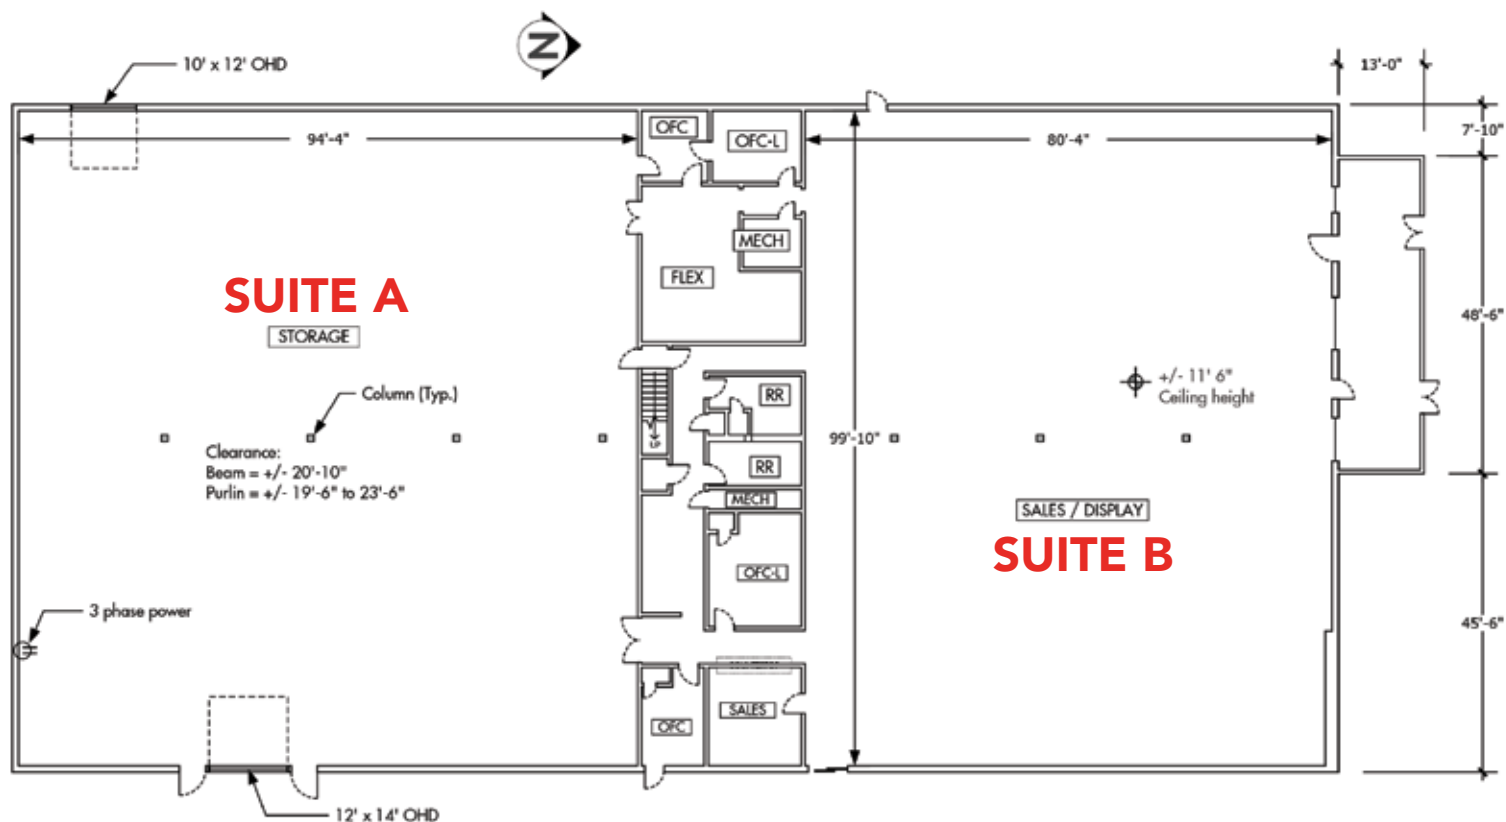 N
10' x 12' OHD
13'-0"
7'-10"
OFC
OFC-L
94'-4"
80'-4"
MECH
FLEX
SUITE A
STORAGE
48'-6"
+/- 11' 6"
Ceiling height
Column (Typ.)
RR
99'-10"
Clearance:
Beam = +/- 20'-10"
Purlin = +/- 19'-6" to 23'-6"
RR
MECH
SALES / DISPLAY
SUITE B
OFC-L
3 phase power
45'-6"
SALES
OFC
12' x 14' OHD